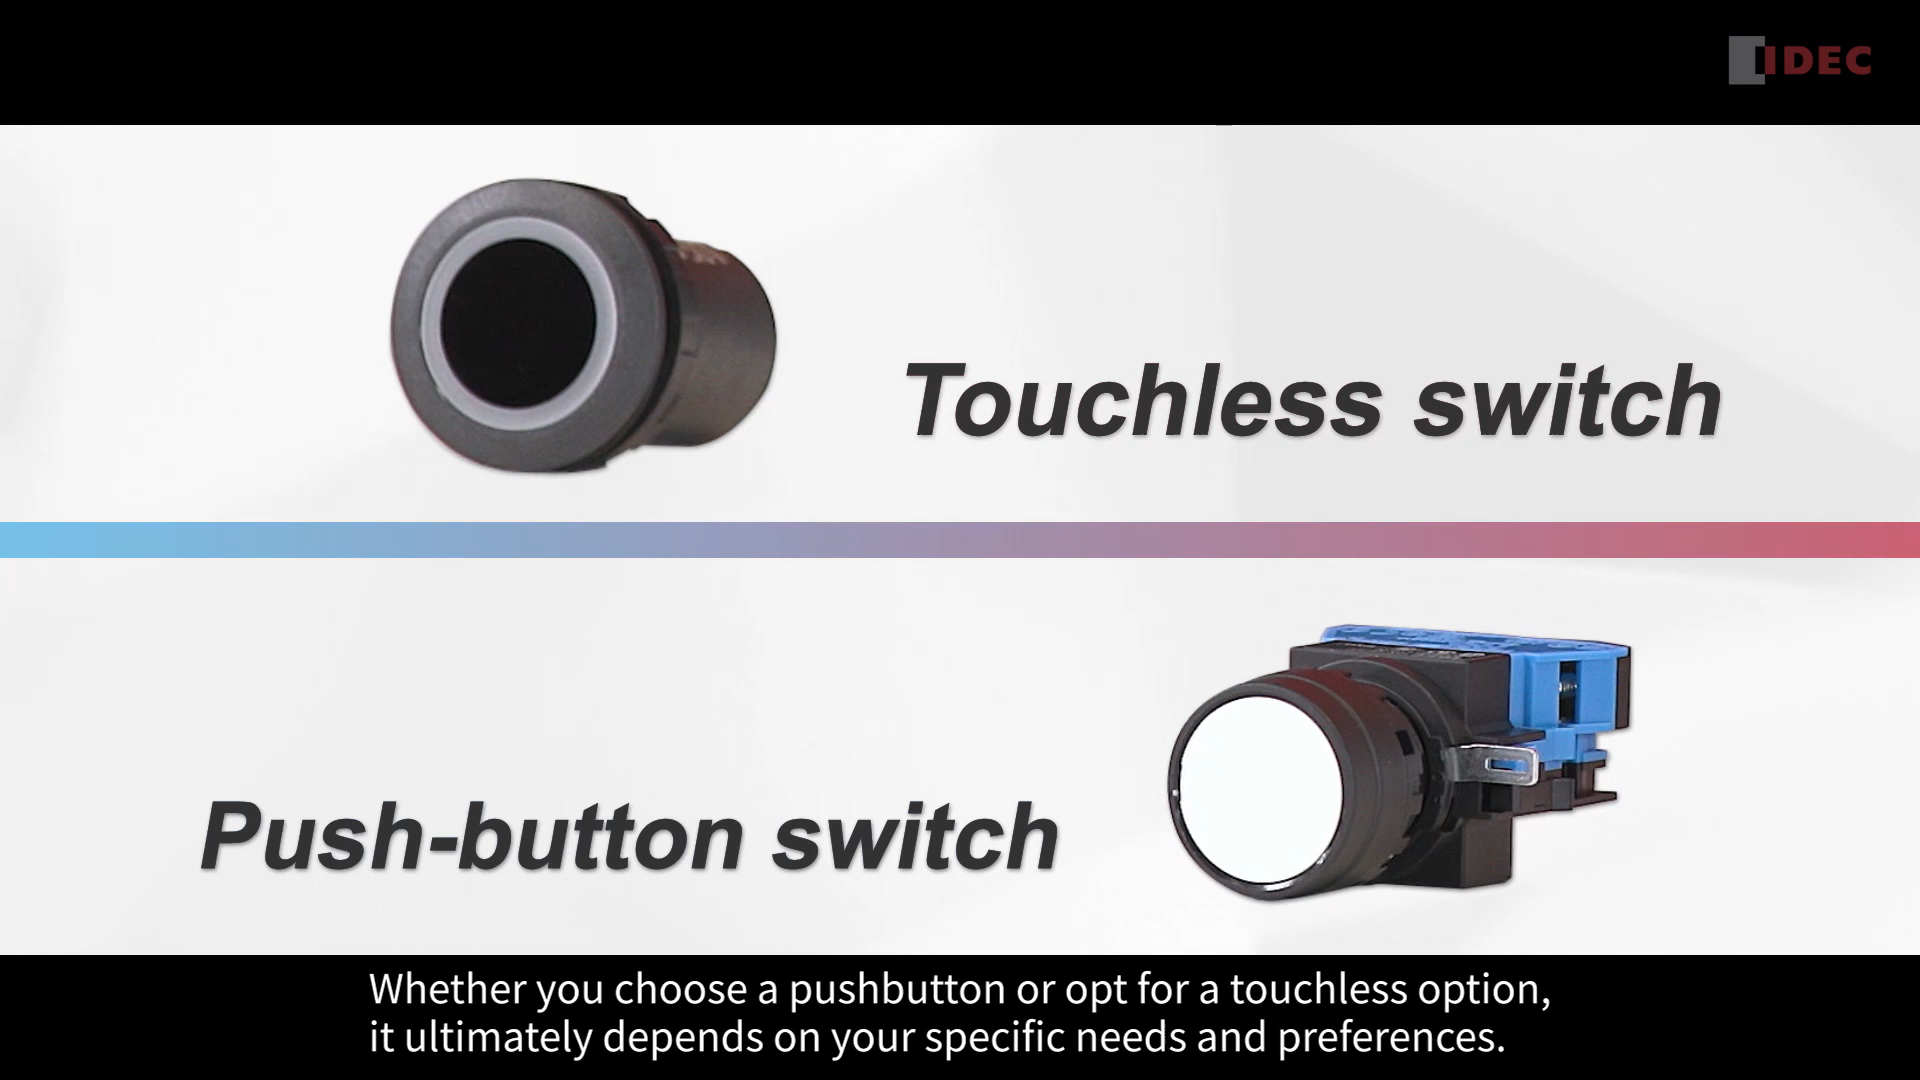 IDEC
Touchless switch
Push-button switch
Whether you choose a pushbutton or opt for a touchless option,
it ultimately depends on your specific needs and preferences.